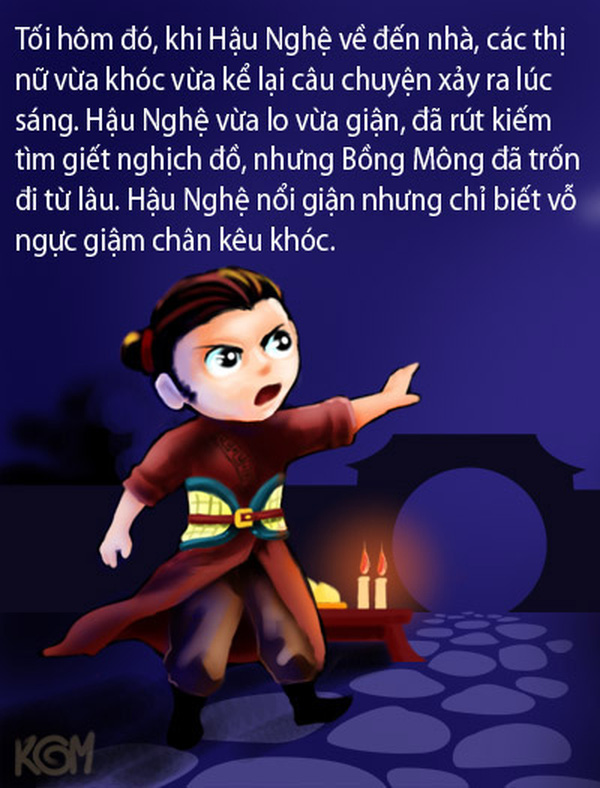 Tối hôm đó, khi Hậu Nghệ về đến nhà, các thị
nữ vừa khóc vừa kể lại câu chuyện xảy ra lúc
sáng. Hậu Nghệ vừa lo vừa giận, đã rút kiếm
tìm giết nghịch đồ, nhưng Bồng Mông đã trốn
đi từ lâu. Hậu Nghệ nổi giận nhưng chỉ biết vỗ
ngực giậm chân kêu khóc.
KGM